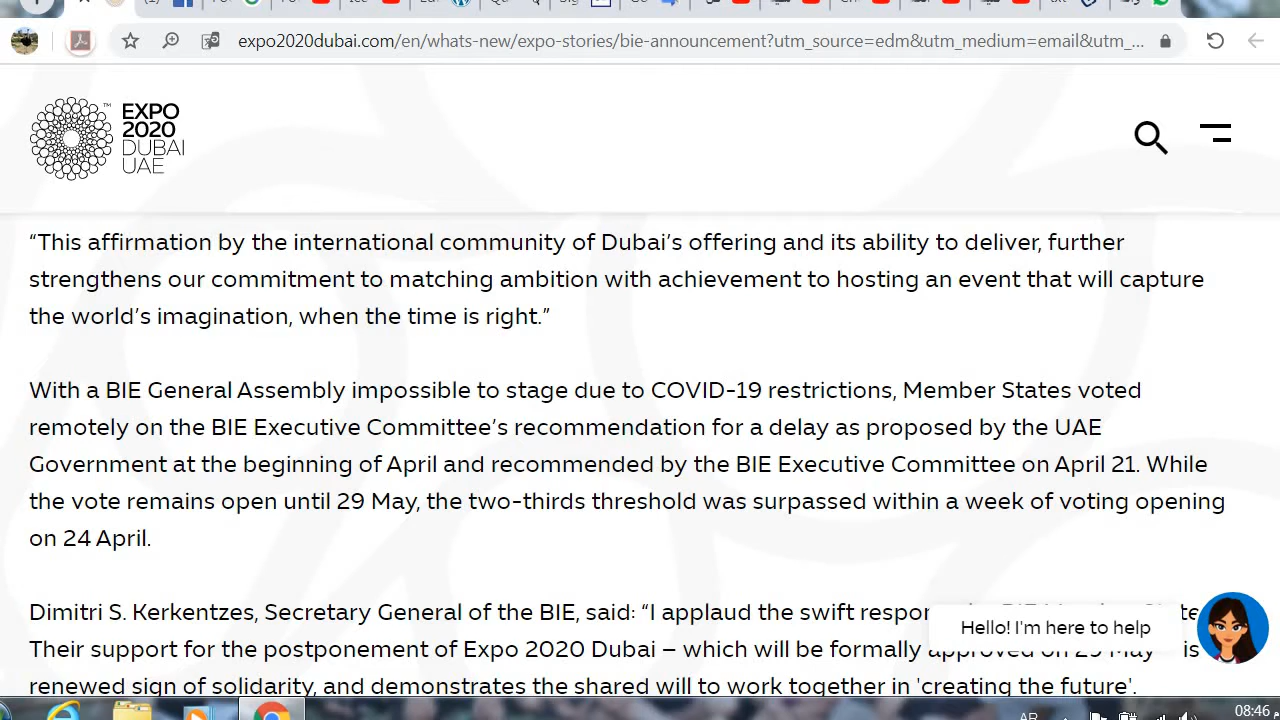 expo2020dubai.com/en/whats-new/expo-stories/bie-announcement?utm_source=edm&utm_medium=email&utm_...
EXPO
2020
DUBAI
UAE
“This affirmation by the international community of Dubai’s offering and its ability to deliver, further
strengthens our commitment to matching ambition with achievement to hosting an event that will capture
the world’s imagination, when the time is right.”
With a BIE General Assembly impossible to stage due to COVID-19 restrictions, Member States voted
remotely on the BIE Executive Committee’s recommendation for a delay as proposed by the UAE
Government at the beginning of April and recommended by the BIE Executive Committee on April 21. While
the vote remains open until 29 May, the two-thirds threshold was surpassed within a week of voting opening
on 24 April.
Dimitri S. Kerkentzes, Secretary General of the BIE, said: “I applaud the swift
Their support for the postponement of Expo 2020 Dubai – which will be formally approved on 29 May
renewed sign of solidarity, and demonstrates the shared will to work together in 'creating the future'.
Hello! I'm here to help
AR
08:46